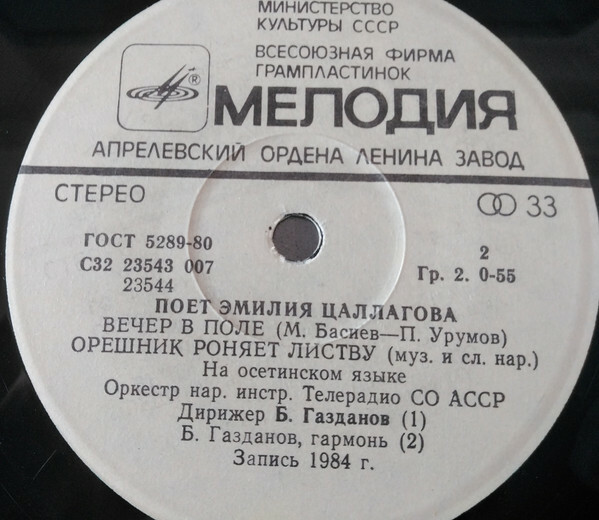 МИНИСТЕРСТВО
КУЛЬТУРЫ СССР
ВСЕСОЮЗНАЯ ФИРМА
ГРАМПЛАСТИНОК
®
МЕЛОДИЯ
АПРЕЛЕВСКИЙ ОРДЕНА ЛЕНИНА ЗАВОД
СТЕРЕО
33
ГОСТ 5289-80
С32 23543 007
23544
2
Гр. 2. 0-55
ПОЕТ ЭМИЛИЯ ЦАЛЛАГОВА
ВЕЧЕР В ПОЛЕ (М. Басиев—П. Урумов)
ОРЕШНИК РОНЯЕТ ЛИСТВУ (муз. и сл. нар.)
На осетинском языке
Оркестр нар. инстр. Телерадио СО АССР
Дирижер Б. Газданов (1)
Б. Газданов, гармонь (2)
Запись 1984 г.